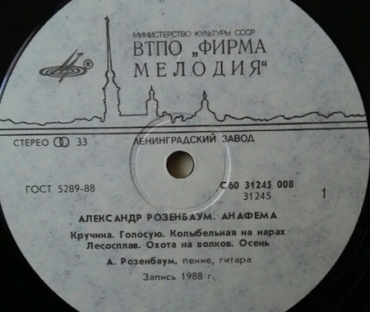 МИНИСТЕРСТВО КУЛЬТУРЫ СССР
ВТПО „ФИРМА
МЕЛОДИЯ"
®
СТЕРЕО 33
ЛЕНИНГРАДСКИЙ ЗАВОД
ГОСТ 5289-88
С60 31245 008
31245
1
АЛЕКСАНДР РОЗЕНБАУМ. АНАФЕМА
Кручина. Голосую. Колыбельная на нарах
Лесосплав. Охота на волков. Осень
А. Розенбаум, пение, гитара
Запись 1988 г.